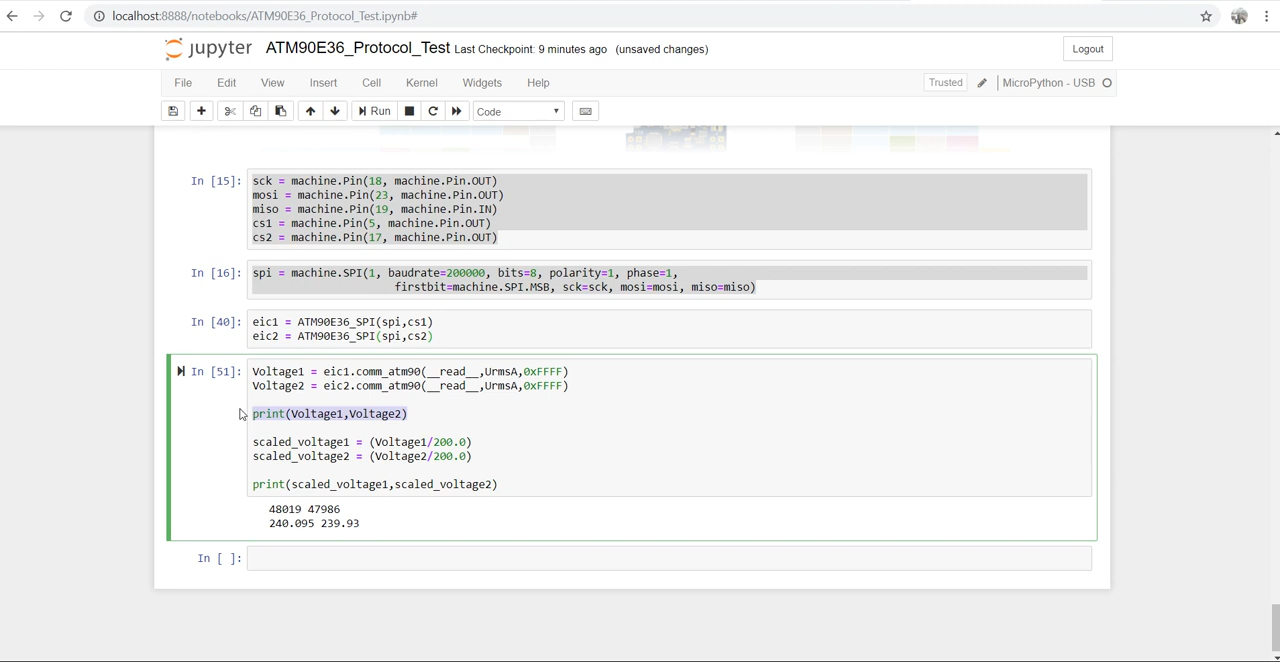 localhost:8888/notebooks/ATM90E36_Protocol_Test.ipynb#
jupyter ATM90E36_Protocol_Test Last Checkpoint: 9 minutes ago (unsaved changes) Logout
File Edit View Insert Cell Kernel Widgets Help Trusted MicroPython - USB
Run Code
In [15]: sck = machine.Pin(18, machine.Pin.OUT)
mosi = machine.Pin(23, machine.Pin.OUT)
miso = machine.Pin(19, machine.Pin.IN)
cs1 = machine.Pin(5, machine.Pin.OUT)
cs2 = machine.Pin(17, machine.Pin.OUT)
In [16]: spi = machine.SPI(1, baudrate=200000, bits=8, polarity=1, phase=1,
firstbit=machine.SPI.MSB, sck=sck, mosi=mosi, miso=miso)
In [40]: eic1 = ATM90E36_SPI(spi,cs1)
eic2 = ATM90E36_SPI(spi,cs2)
In [51]: Voltage1 = eic1.comm_atm90(__read__,UrmsA,0xFFFF)
Voltage2 = eic2.comm_atm90(__read__,UrmsA,0xFFFF)
print(Voltage1,Voltage2)
scaled_voltage1 = (Voltage1/200.0)
scaled_voltage2 = (Voltage2/200.0)
print(scaled_voltage1,scaled_voltage2)
48019 47986
240.095 239.93
In [ ]: